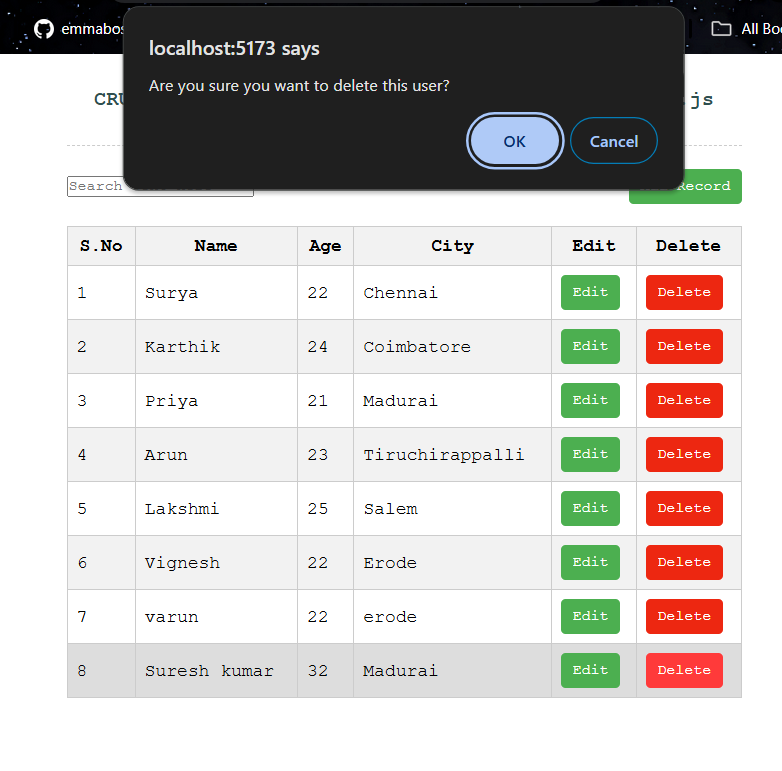 emmabos
All Boo
localhost:5173 says
Are you sure you want to delete this user?
OK Cancel
CRU .js
Search
Record
S.No Name Age City Edit Delete
1 Surya 22 Chennai Edit Delete
2 Karthik 24 Coimbatore Edit Delete
3 Priya 21 Madurai Edit Delete
4 Arun 23 Tiruchirappalli Edit Delete
5 Lakshmi 25 Salem Edit Delete
6 Vignesh 22 Erode Edit Delete
7 varun 22 erode Edit Delete
8 Suresh kumar 32 Madurai Edit Delete